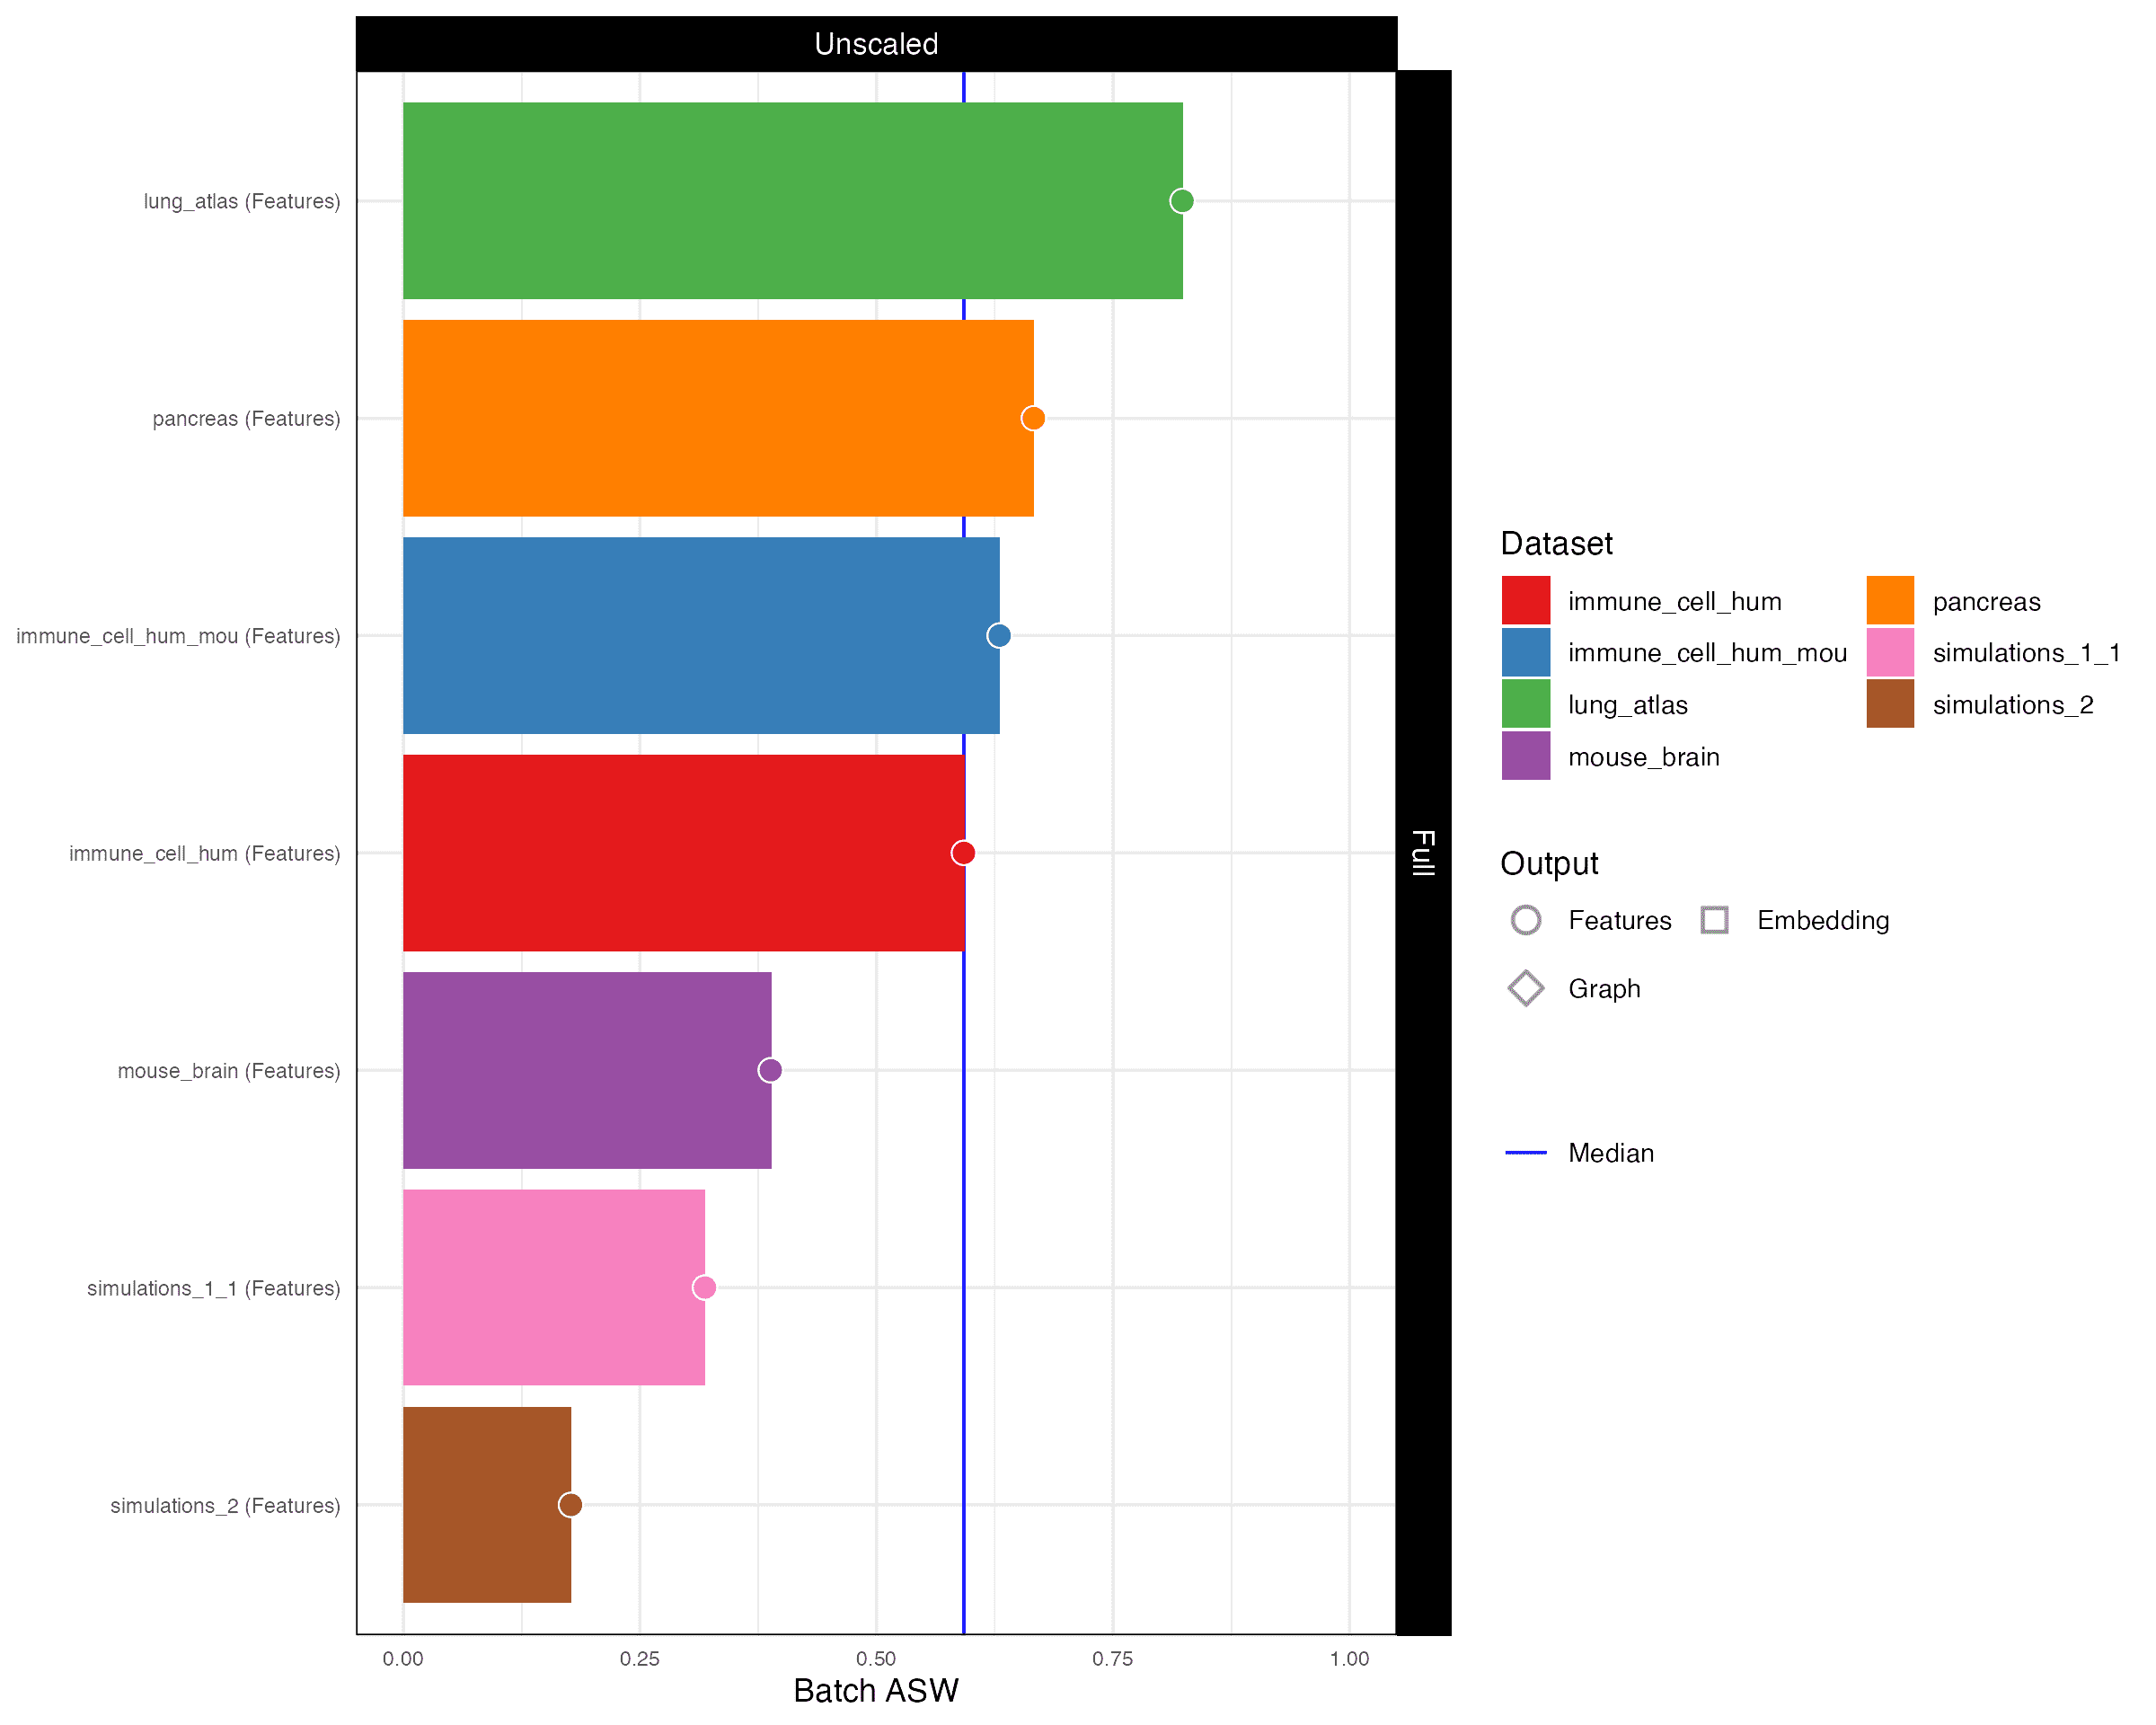 Unscaled
lung_atlas (Features)
pancreas (Features)
immune_cell_hum_mou (Features)
immune_cell_hum (Features)
mouse_brain (Features)
simulations_1_1 (Features)
simulations_2 (Features)
0.00 0.25 0.50 0.75 1.00
Batch ASW
Full
Dataset
immune_cell_hum pancreas
immune_cell_hum_mou simulations_1_1
lung_atlas simulations_2
mouse_brain
Output
Features Embedding
Graph
Median